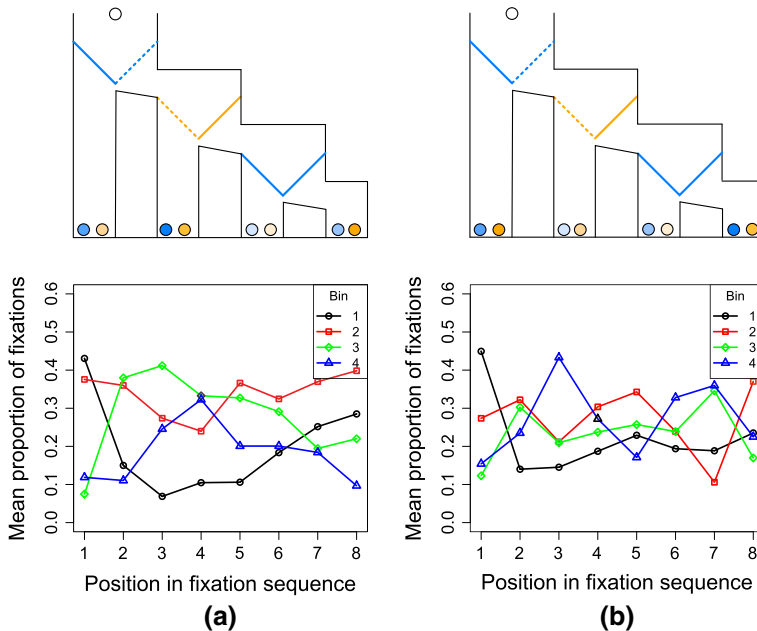 Mean proportion of fixations
0.0 0.1 0.2 0.3 0.4 0.5 0.6
Bin
1
2
3
4
1 2 3 4 5 6 7 8
Position in fixation sequence
(a)
Mean proportion of fixations
0.0 0.1 0.2 0.3 0.4 0.5 0.6
Bin
1
2
3
4
1 2 3 4 5 6 7 8
Position in fixation sequence
(b)